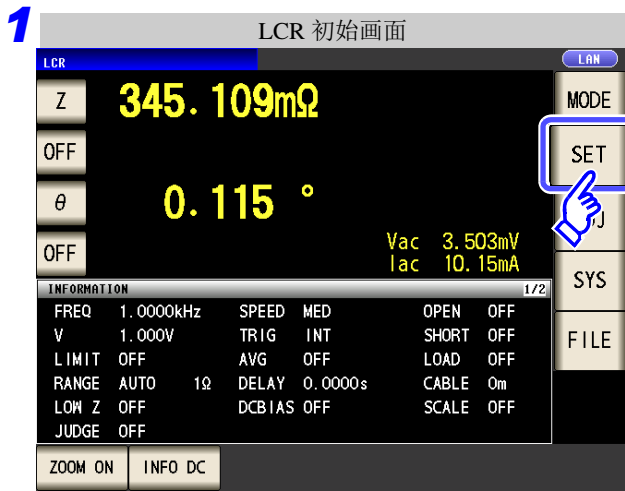 1
LCR 初始画面
LCR
LAN
Z 345.109mΩ
MODE
OFF
SET
θ 0.115 °
OFF
Vac 3.503mV
Iac 10.15mA
SYS
INFORMATION 1/2
FREQ 1.0000kHz SPEED MED OPEN OFF
V 1.000V TRIG INT SHORT OFF
FILE
LIMIT OFF AVG OFF LOAD OFF
RANGE AUTO 1Ω DELAY 0.0000s CABLE 0m
LOW Z OFF DCBIAS OFF SCALE OFF
JUDGE OFF
ZOOM ON INFO DC